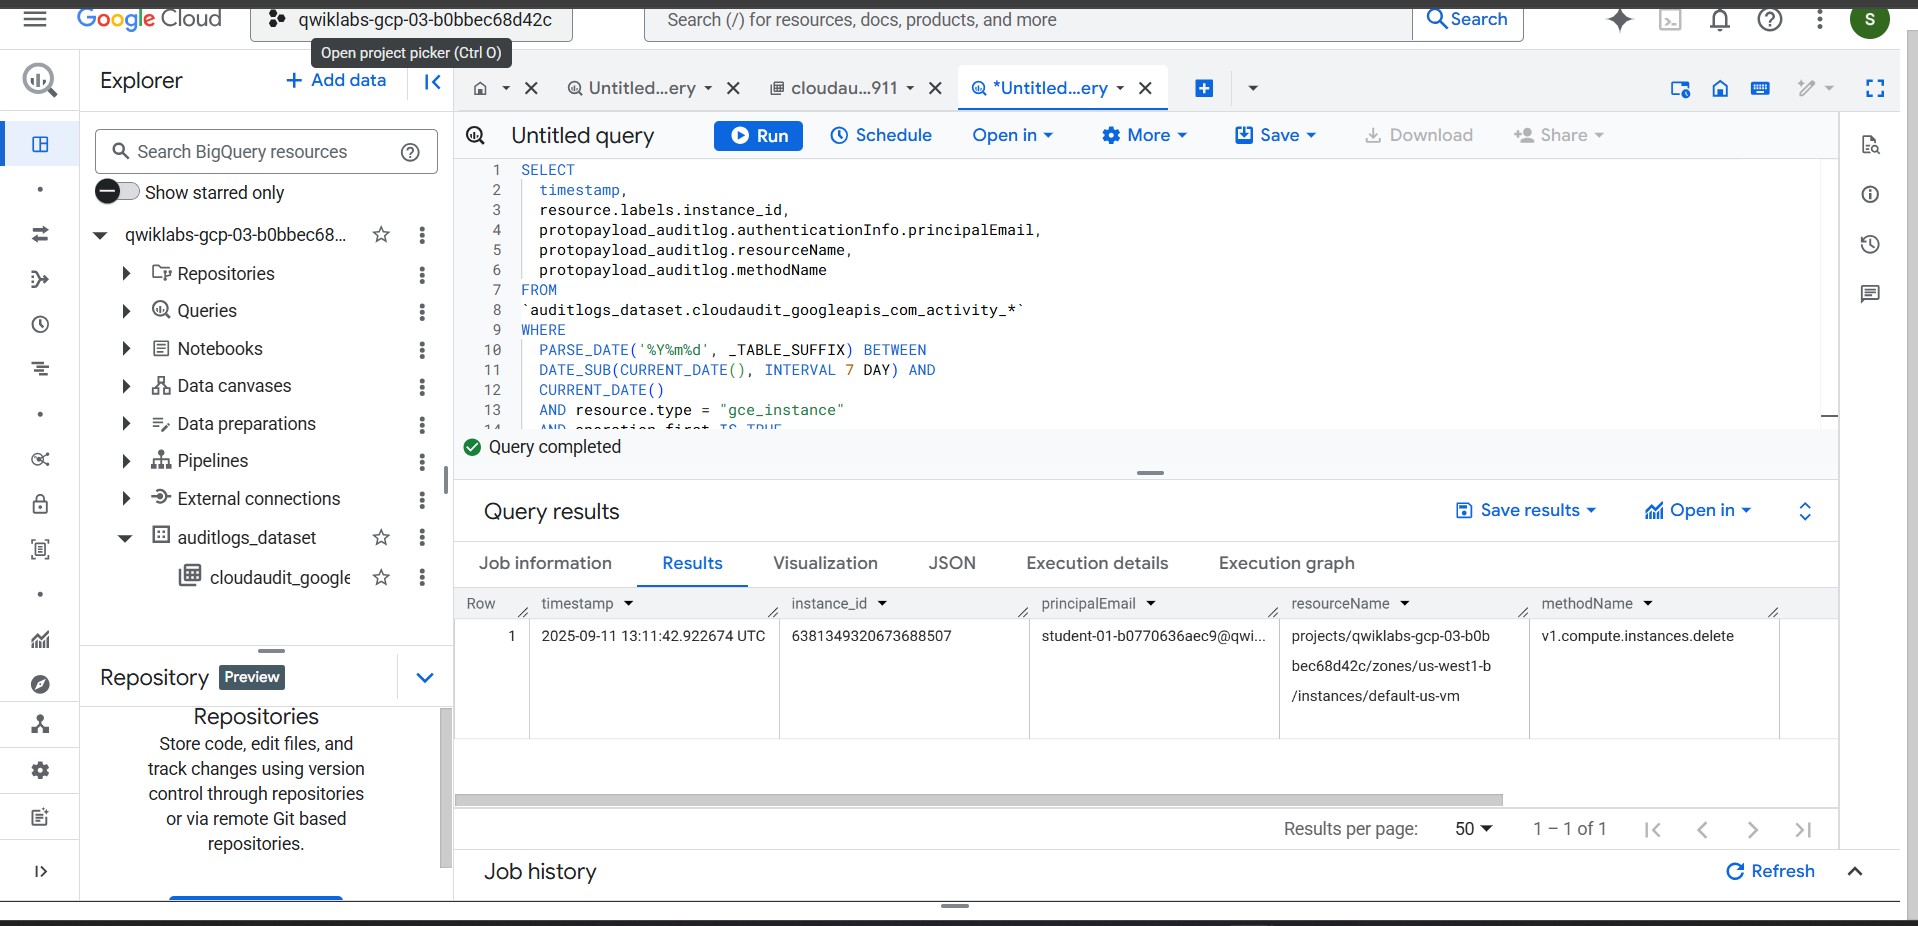 Google Cloud
qwiklabs-gcp-03-b0bbec68d42c
Search (/) for resources, docs, products, and more
Search
S
Open project picker (Ctrl O)
Explorer
+ Add data
Untitled...ery
cloudau...911
*Untitled...ery
Search BigQuery resources
Show starred only
qwiklabs-gcp-03-b0bbec68...
Repositories
Queries
Notebooks
Data canvases
Data preparations
Pipelines
External connections
auditlogs_dataset
cloudaudit_google
Repository Preview
Repositories
Store code, edit files, and
track changes using version
control through repositories
or via remote Git based
repositories.
Untitled query
Run
Schedule
Open in
More
Save
Download
Share
1 SELECT
2 timestamp,
3 resource.labels.instance_id,
4 protopayload_auditlog.authenticationInfo.principalEmail,
5 protopayload_auditlog.resourceName,
6 protopayload_auditlog.methodName
7 FROM
8 `auditlogs_dataset.cloudaudit_googleapis_com_activity_*`
9 WHERE
10 PARSE_DATE('%Y%m%d', _TABLE_SUFFIX) BETWEEN
11 DATE_SUB(CURRENT_DATE(), INTERVAL 7 DAY) AND
12 CURRENT_DATE()
13 AND resource.type = "gce_instance"
14 AND operation.first IS TRUE
Query completed
Query results
Save results
Open in
Job information
Results
Visualization
JSON
Execution details
Execution graph
Row timestamp instance_id principalEmail resourceName methodName
1 2025-09-11 13:11:42.922674 UTC 6381349320673688507 student-01-b0770636aec9@qwi... projects/qwiklabs-gcp-03-b0b v1.compute.instances.delete
bec68d42c/zones/us-west1-b
/instances/default-us-vm
Results per page: 50 1 – 1 of 1
Job history
Refresh